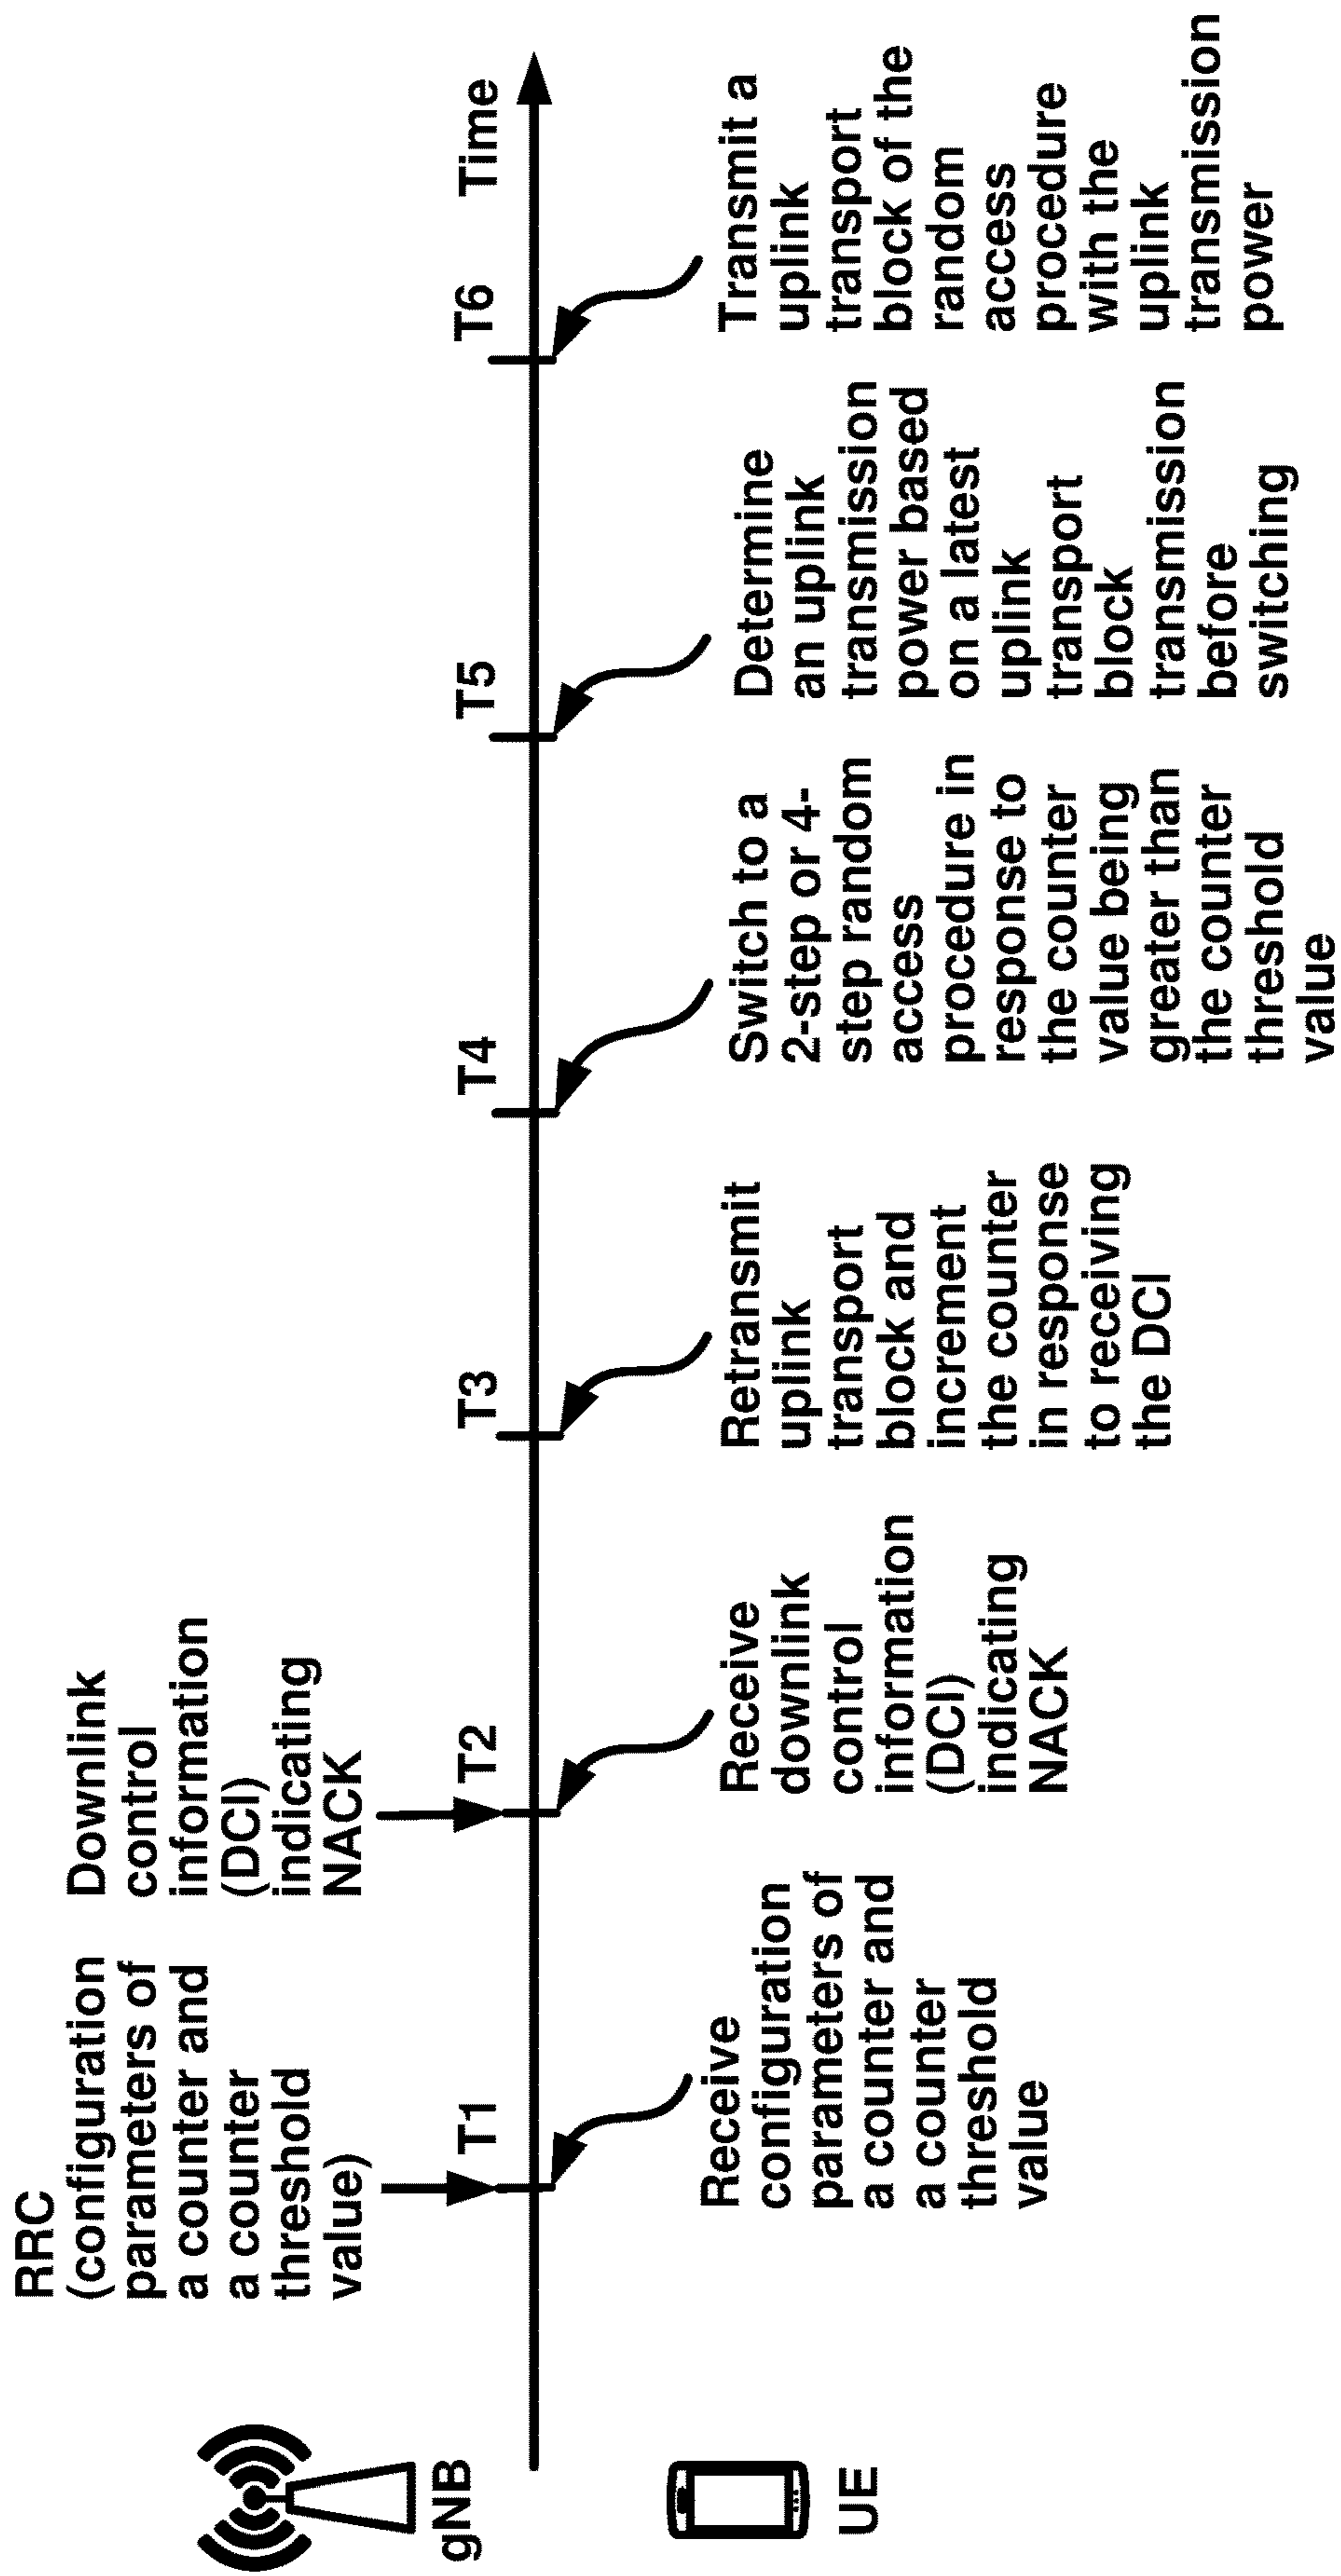 RRC
(configuration
parameters of
a counter and
a counter
threshold
value)
Downlink
control
information
(DCI)
indicating
NACK
gNB
T1
T2
T3
T4
T5
T6
Time
UE
Receive
configuration
parameters of
a counter and
a counter
threshold
value
Receive
downlink
control
information
(DCI)
indicating
NACK
Retransmit
uplink
transport
block and
increment
the counter
in response
to receiving
the DCI
Switch to a
2-step or 4-
step random
access
procedure in
response to
the counter
value being
greater than
the counter
threshold
value
Determine
an uplink
transmission
power based
on a latest
uplink
transport
block
transmission
before
switching
Transmit a
uplink
transport
block of the
random
access
procedure
with the
uplink
transmission
power